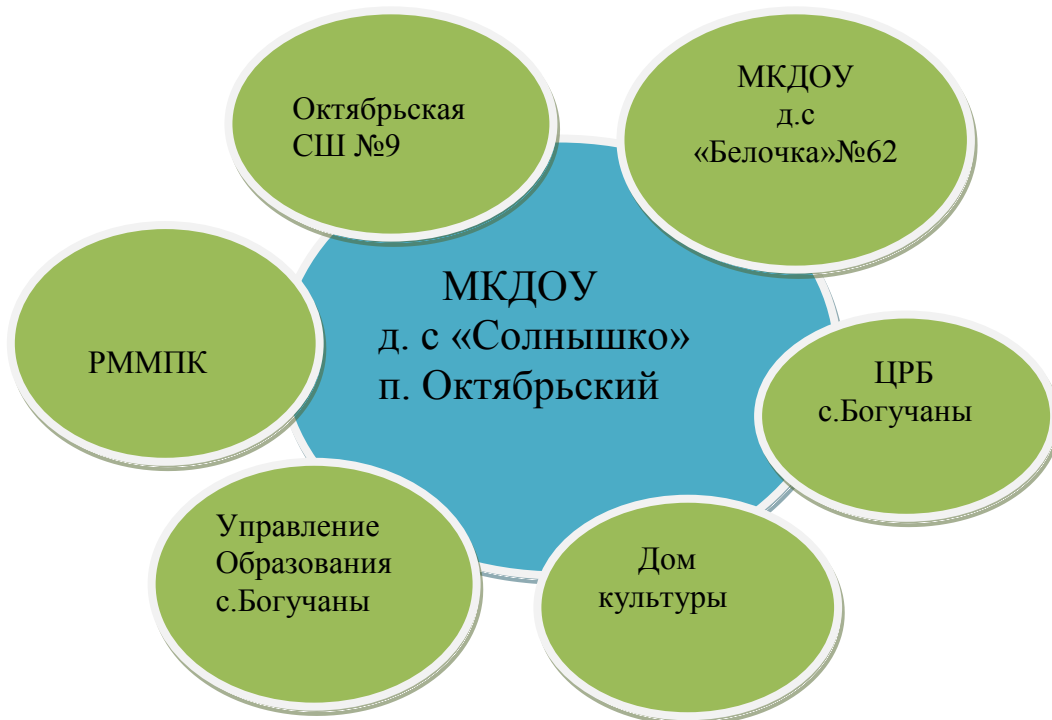 Октябрьская
СШ №9
МКДОУ
д.с
«Белочка»№62
МКДОУ
д. с «Солнышко»
п. Октябрьский
РММПК
ЦРБ
с.Богучаны
Управление
Образования
с.Богучаны
Дом
культуры